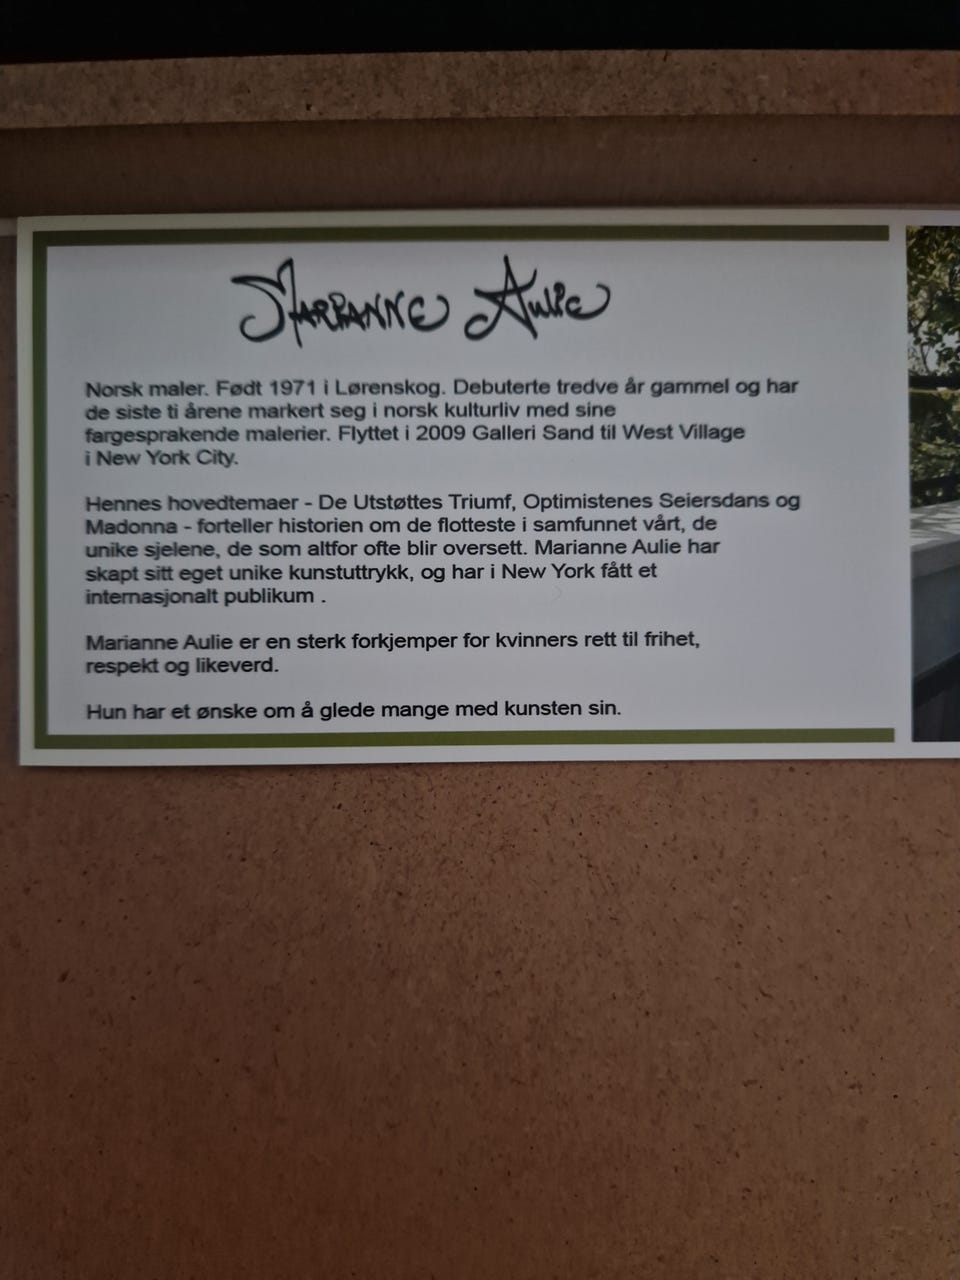 Marianne Aulie
Norsk maler. Født 1971 i Lørenskog. Debuterte tredve år gammel og har
de siste ti årene markert seg i norsk kulturliv med sine
fargesprakende malerier. Flyttet i 2009 Galleri Sand til West Village
i New York City.
Hennes hovedtemaer - De Utstøttes Triumf, Optimistenes Seiersdans og
Madonna - forteller historien om de flotteste i samfunnet vårt, de
unike sjelene, de som altfor ofte blir oversett. Marianne Aulie har
skapt sitt eget unike kunstuttrykk, og har i New York fått et
internasjonalt publikum .
Marianne Aulie er en sterk forkjemper for kvinners rett til frihet,
respekt og likeverd.
Hun har et ønske om å glede mange med kunsten sin.